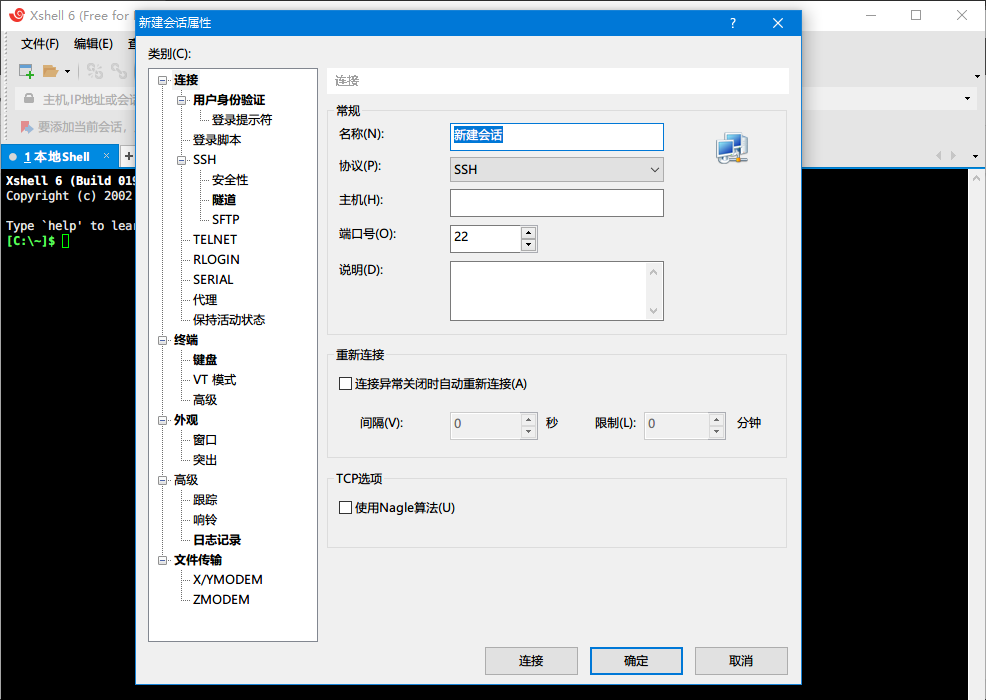 Xshell 6 (Free for
文件(F) 编辑(E)
主机,IP地址或会话
要添加当前会话,
1 本地Shell × +
Xshell 6 (Build 019
Copyright (c) 2002
Type `help' to lear
[C:\~]$
新建会话属性
? ×
类别(C):
连接
用户身份验证
登录提示符
登录脚本
SSH
安全性
隧道
SFTP
TELNET
RLOGIN
SERIAL
代理
保持活动状态
终端
键盘
VT 模式
高级
外观
窗口
突出
高级
跟踪
响铃
日志记录
文件传输
X/YMODEM
ZMODEM
连接
常规
名称(N): 新建会话
协议(P): SSH
主机(H):
端口号(O): 22
说明(D):
重新连接
连接异常关闭时自动重新连接(A)
间隔(V): 0 秒 限制(L): 0 分钟
TCP选项
使用Nagle算法(U)
连接 确定 取消